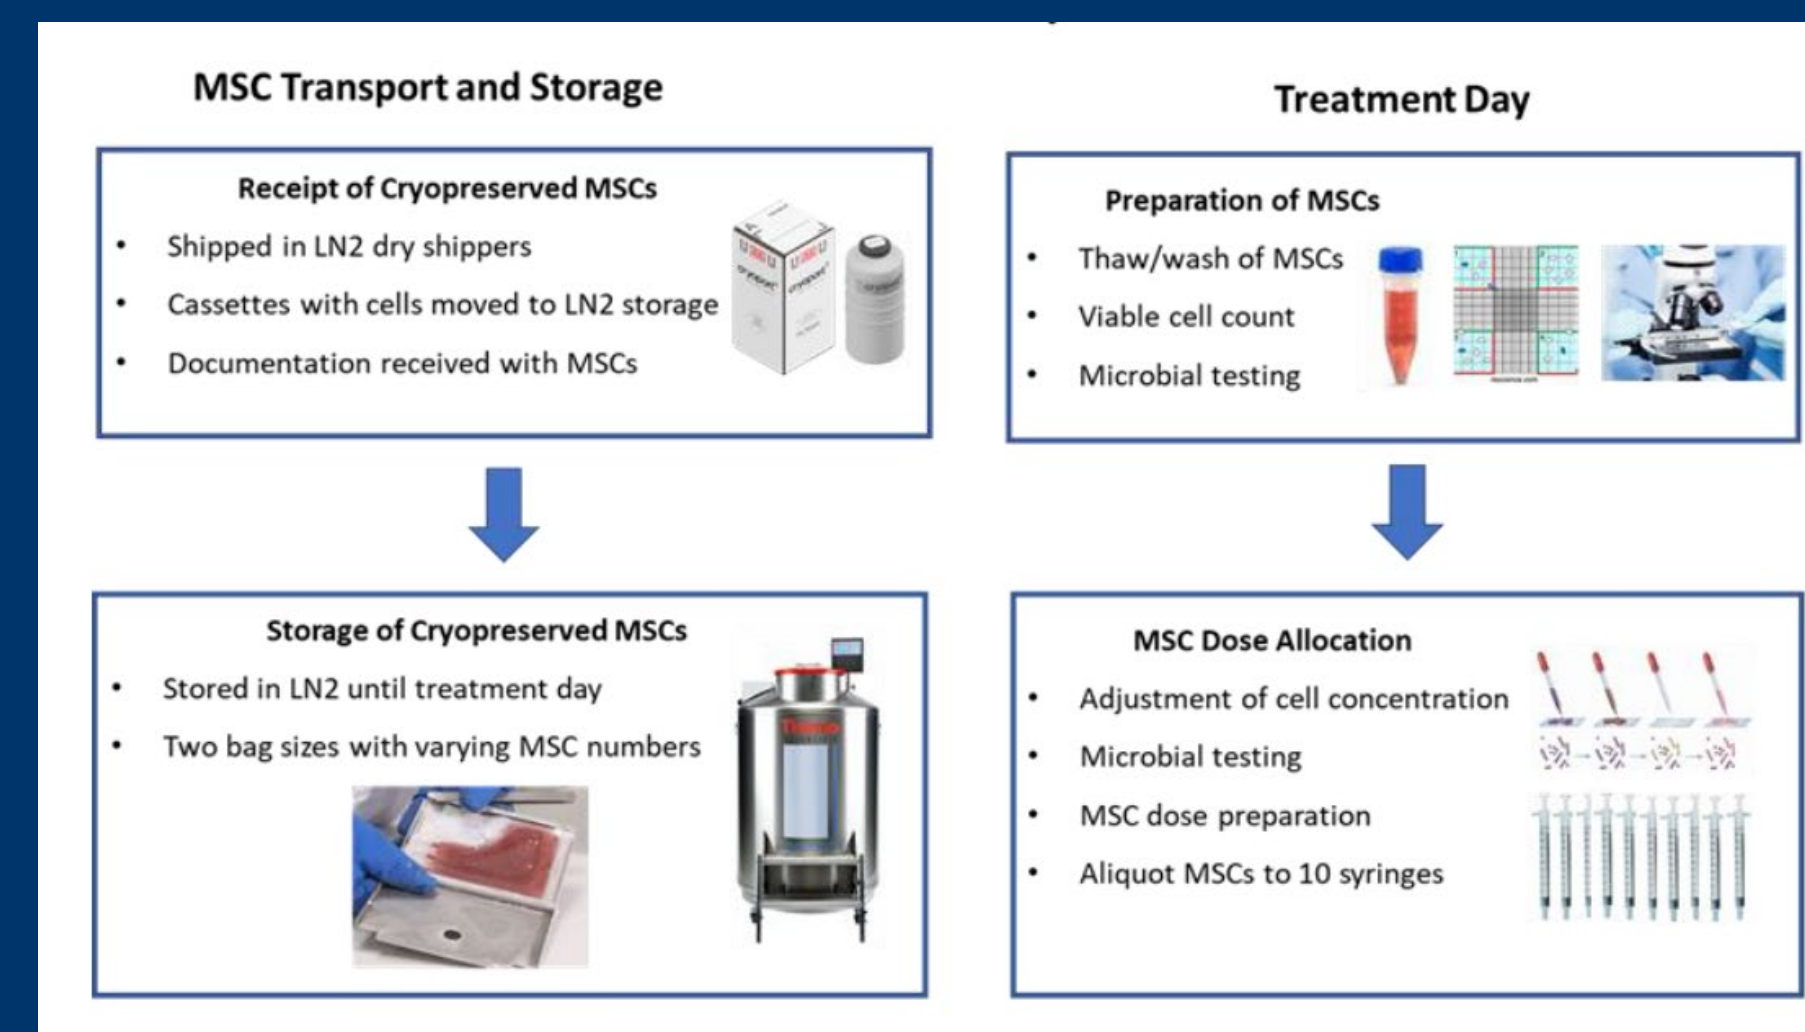 MSC Transport and Storage
Receipt of Cryopreserved MSCs
• Shipped in LN2 dry shippers
• Cassettes with cells moved to LN2 storage
• Documentation received with MSCs
cryoport
cryoport
Storage of Cryopreserved MSCs
• Stored in LN2 until treatment day
• Two bag sizes with varying MSC numbers
Thermo
Treatment Day
Preparation of MSCs
• Thaw/wash of MSCs
• Viable cell count
• Microbial testing
MSC Dose Allocation
• Adjustment of cell concentration
• Microbial testing
• MSC dose preparation
• Aliquot MSCs to 10 syringes